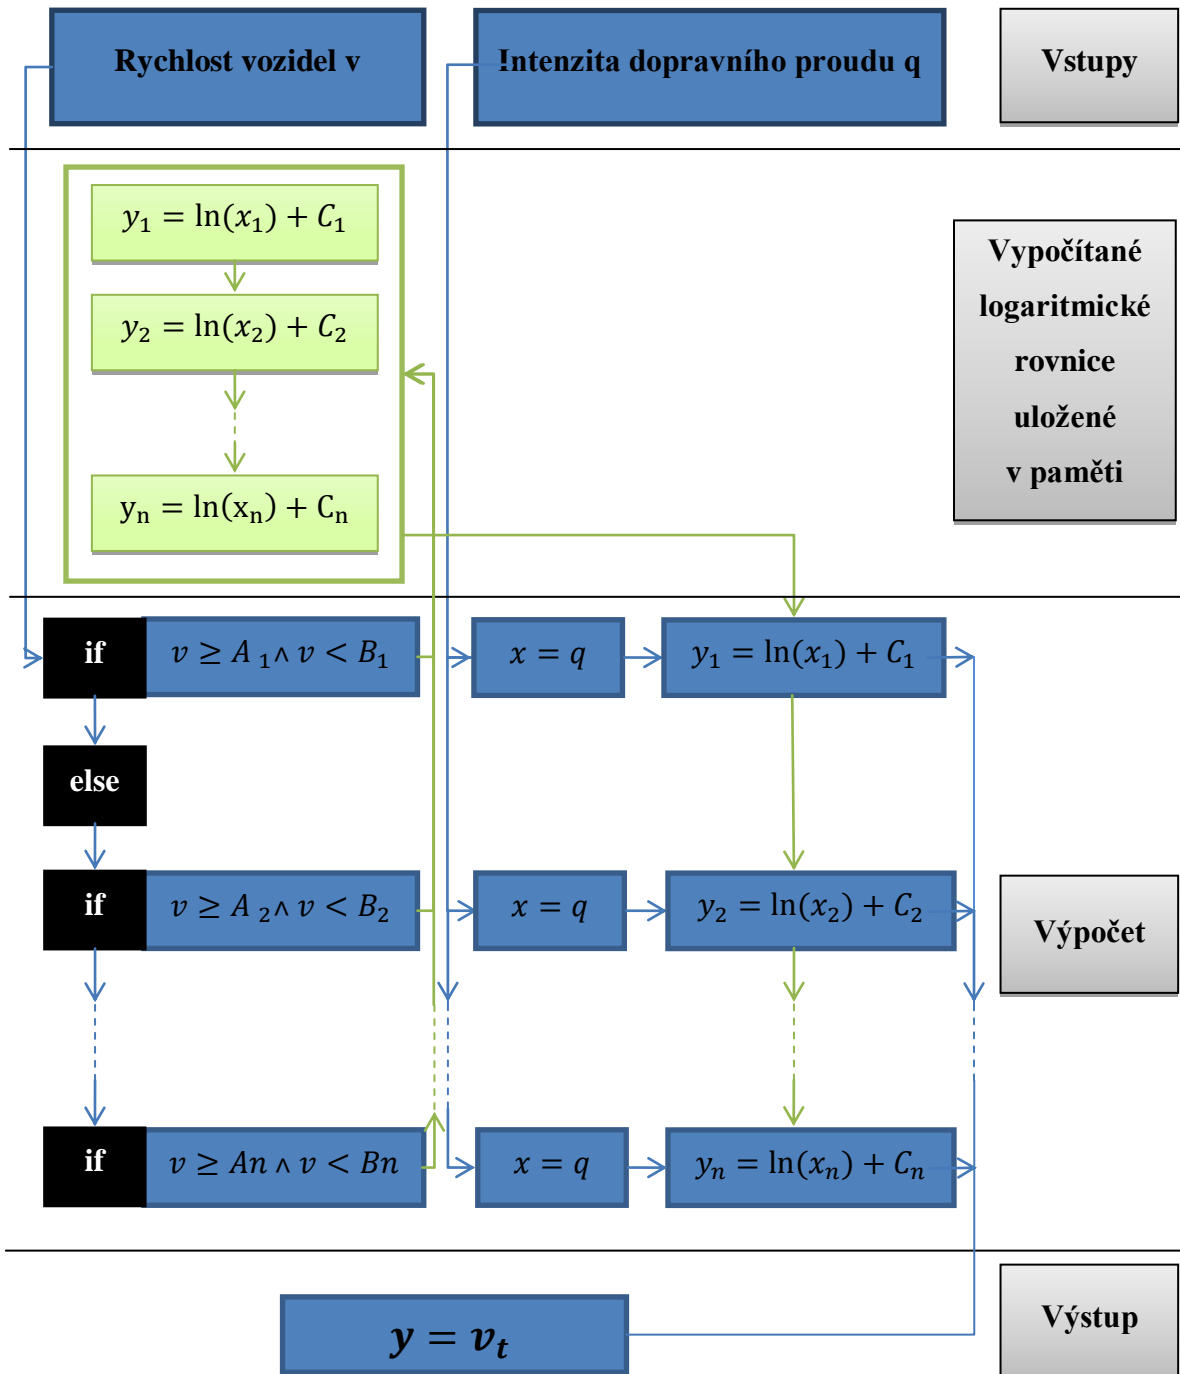 Rychlost vozidel v
Intenzita dopravního proudu q
Vstupy
y₁ = ln(x₁) + C₁
y₂ = ln(x₂) + C₂
yₙ = ln(xₙ) + Cₙ
Vypočítané
logaritmické
rovnice
uložené
v paměti
if
v ≥ A ₁ ∧ v < B₁
x = q
y₁ = ln(x₁) + C₁
else
if
v ≥ A ₂ ∧ v < B₂
x = q
y₂ = ln(x₂) + C₂
Výpočet
if
v ≥ An ∧ v < Bn
x = q
yₙ = ln(xₙ) + Cₙ
y = vₜ
Výstup